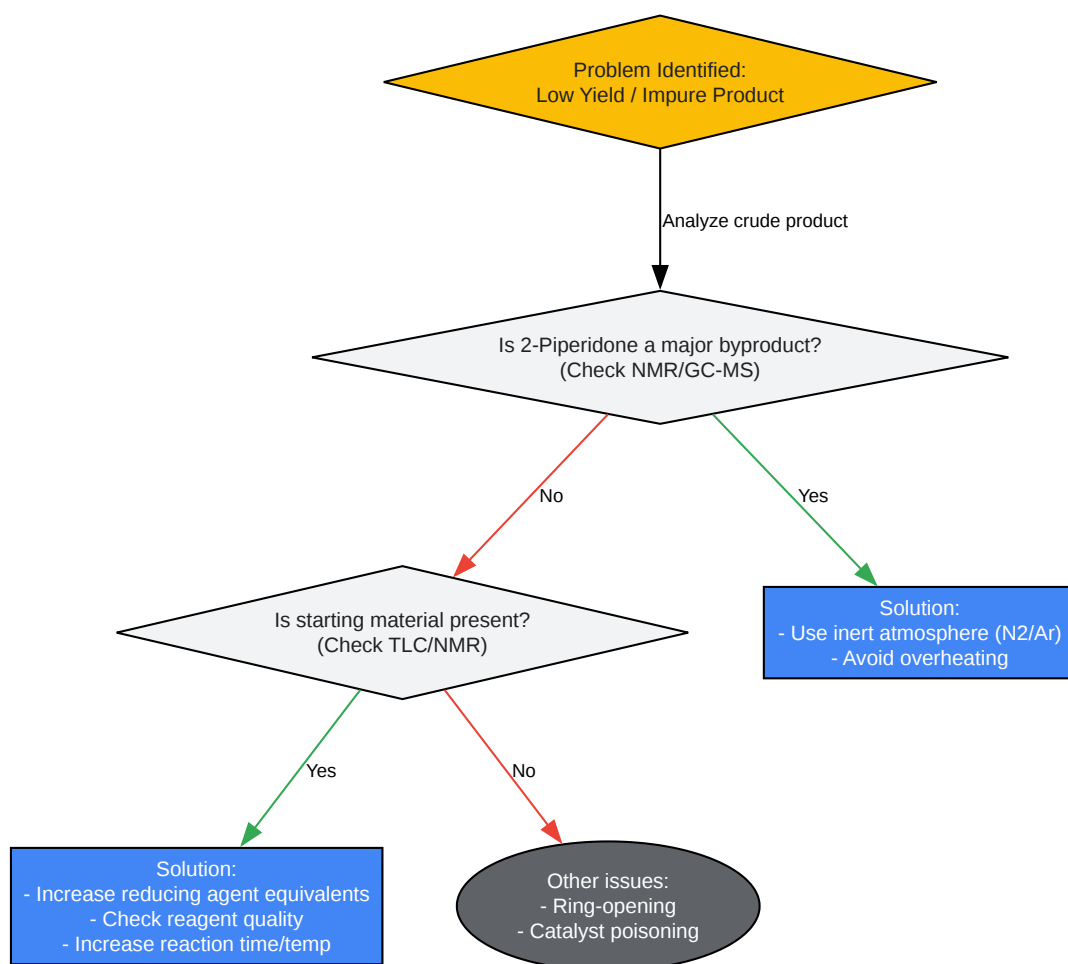 Problem Identified:
Low Yield / Impure Product
Analyze crude product
Is 2-Piperidone a major byproduct?
(Check NMR/GC-MS)
No
Yes
Is starting material present?
(Check TLC/NMR)
Solution:
- Use inert atmosphere (N2/Ar)
- Avoid overheating
Yes
No
Solution:
- Increase reducing agent equivalents
- Check reagent quality
- Increase reaction time/temp
Other issues:
- Ring-opening
- Catalyst poisoning